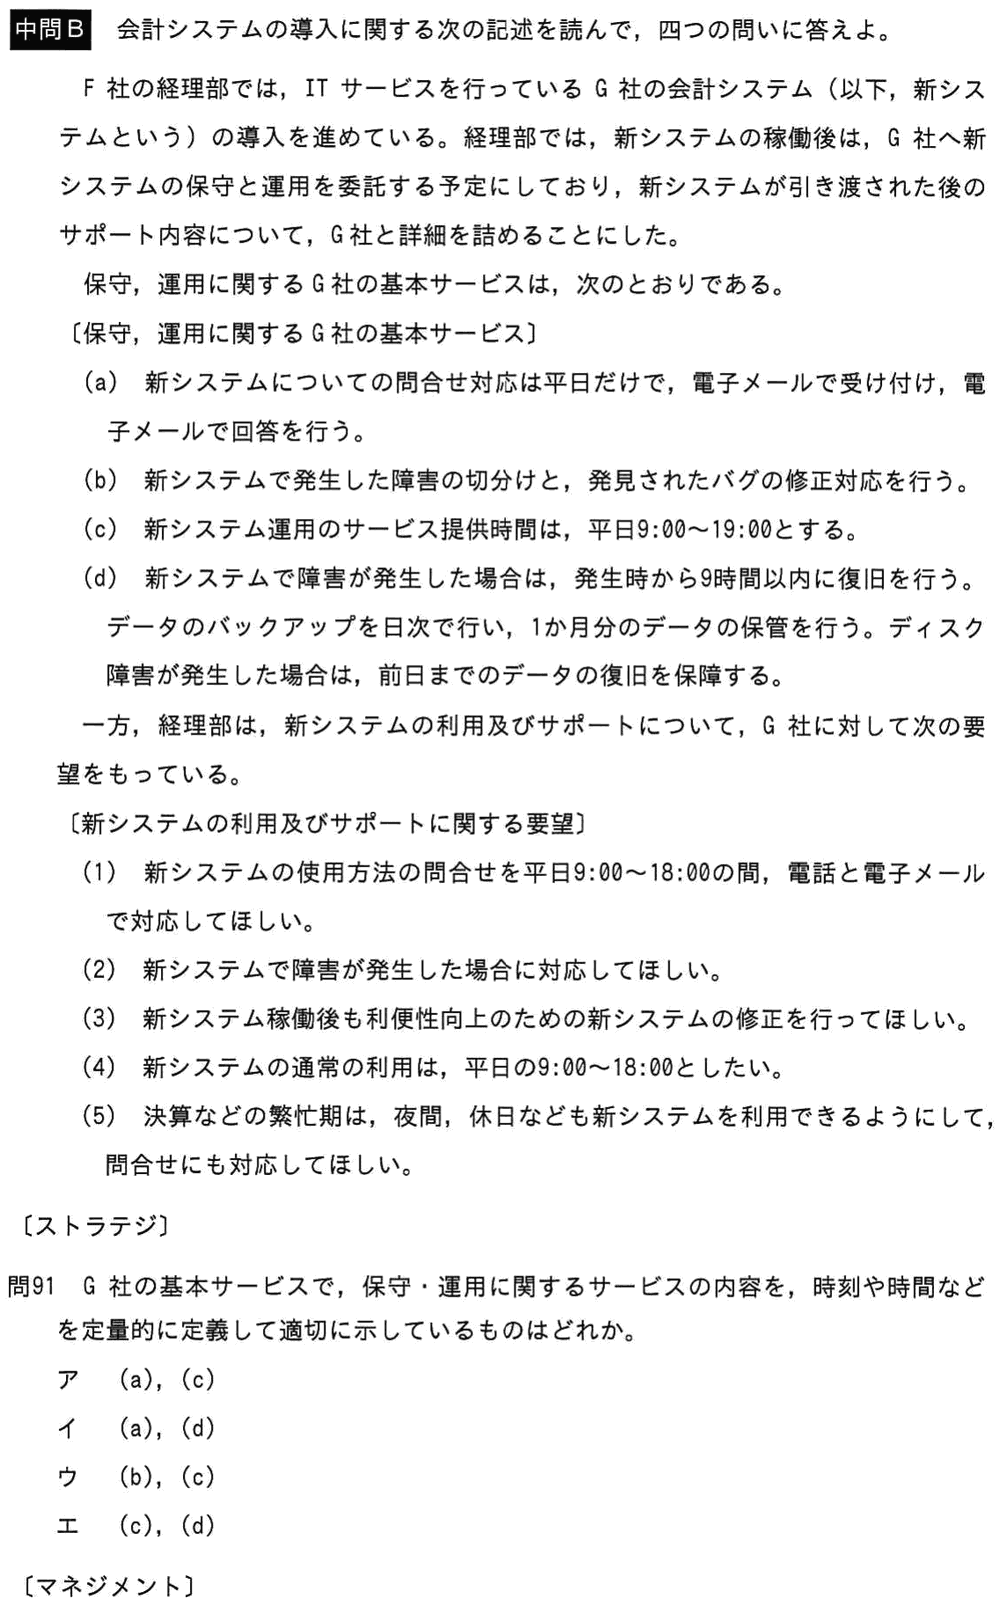 中問B 会計システムの導入に関する次の記述を読んで，四つの問いに答えよ。
F 社の経理部では，IT サービスを行っている G 社の会計システム（以下，新シス
テムという）の導入を進めている。経理部では，新システムの稼働後は，G 社へ新
システムの保守と運用を委託する予定にしており，新システムが引き渡された後の
サポート内容について，G社と詳細を詰めることにした。
保守，運用に関するG社の基本サービスは，次のとおりである。
〔保守，運用に関するG社の基本サービス〕
(a) 新システムについての問合せ対応は平日だけで，電子メールで受け付け，電
子メールで回答を行う。
(b) 新システムで発生した障害の切分けと，発見されたバグの修正対応を行う。
(c) 新システム運用のサービス提供時間は，平日9:00～19:00とする。
(d) 新システムで障害が発生した場合は，発生時から9時間以内に復旧を行う。
データのバックアップを日次で行い，1か月分のデータの保管を行う。ディスク
障害が発生した場合は，前日までのデータの復旧を保障する。
一方，経理部は，新システムの利用及びサポートについて，G 社に対して次の要
望をもっている。
〔新システムの利用及びサポートに関する要望〕
(1) 新システムの使用方法の問合せを平日9:00～18:00の間，電話と電子メール
で対応してほしい。
(2) 新システムで障害が発生した場合に対応してほしい。
(3) 新システム稼働後も利便性向上のための新システムの修正を行ってほしい。
(4) 新システムの通常の利用は，平日の9:00～18:00としたい。
(5) 決算などの繁忙期は，夜間，休日なども新システムを利用できるようにして，
問合せにも対応してほしい。
〔ストラテジ〕
問91 G 社の基本サービスで，保守・運用に関するサービスの内容を，時刻や時間など
を定量的に定義して適切に示しているものはどれか。
ア (a)，(c)
イ (a)，(d)
ウ (b)，(c)
エ (c)，(d)
〔マネジメント〕